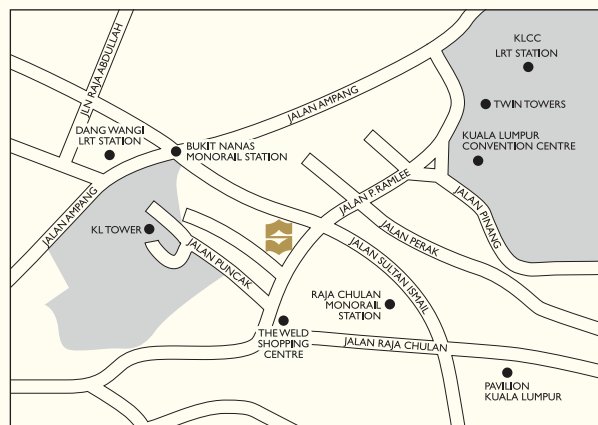 KLCC
LRT STATION
JLN RAJA ABDULLAH
JALAN AMPANG
TWIN TOWERS
DANG WANGI
LRT STATION
BUKIT NANAS
MONORAIL STATION
KUALA LUMPUR
CONVENTION CENTRE
JALAN P. RAMLEE
JALAN PINANG
JALAN AMPANG
KL TOWER
JALAN PUNCAK
JALAN PERAK
JALAN SULTAN ISMAIL
RAJA CHULAN
MONORAIL
STATION
THE WELD
SHOPPING
CENTRE
JALAN RAJA CHULAN
PAVILION
KUALA LUMPUR